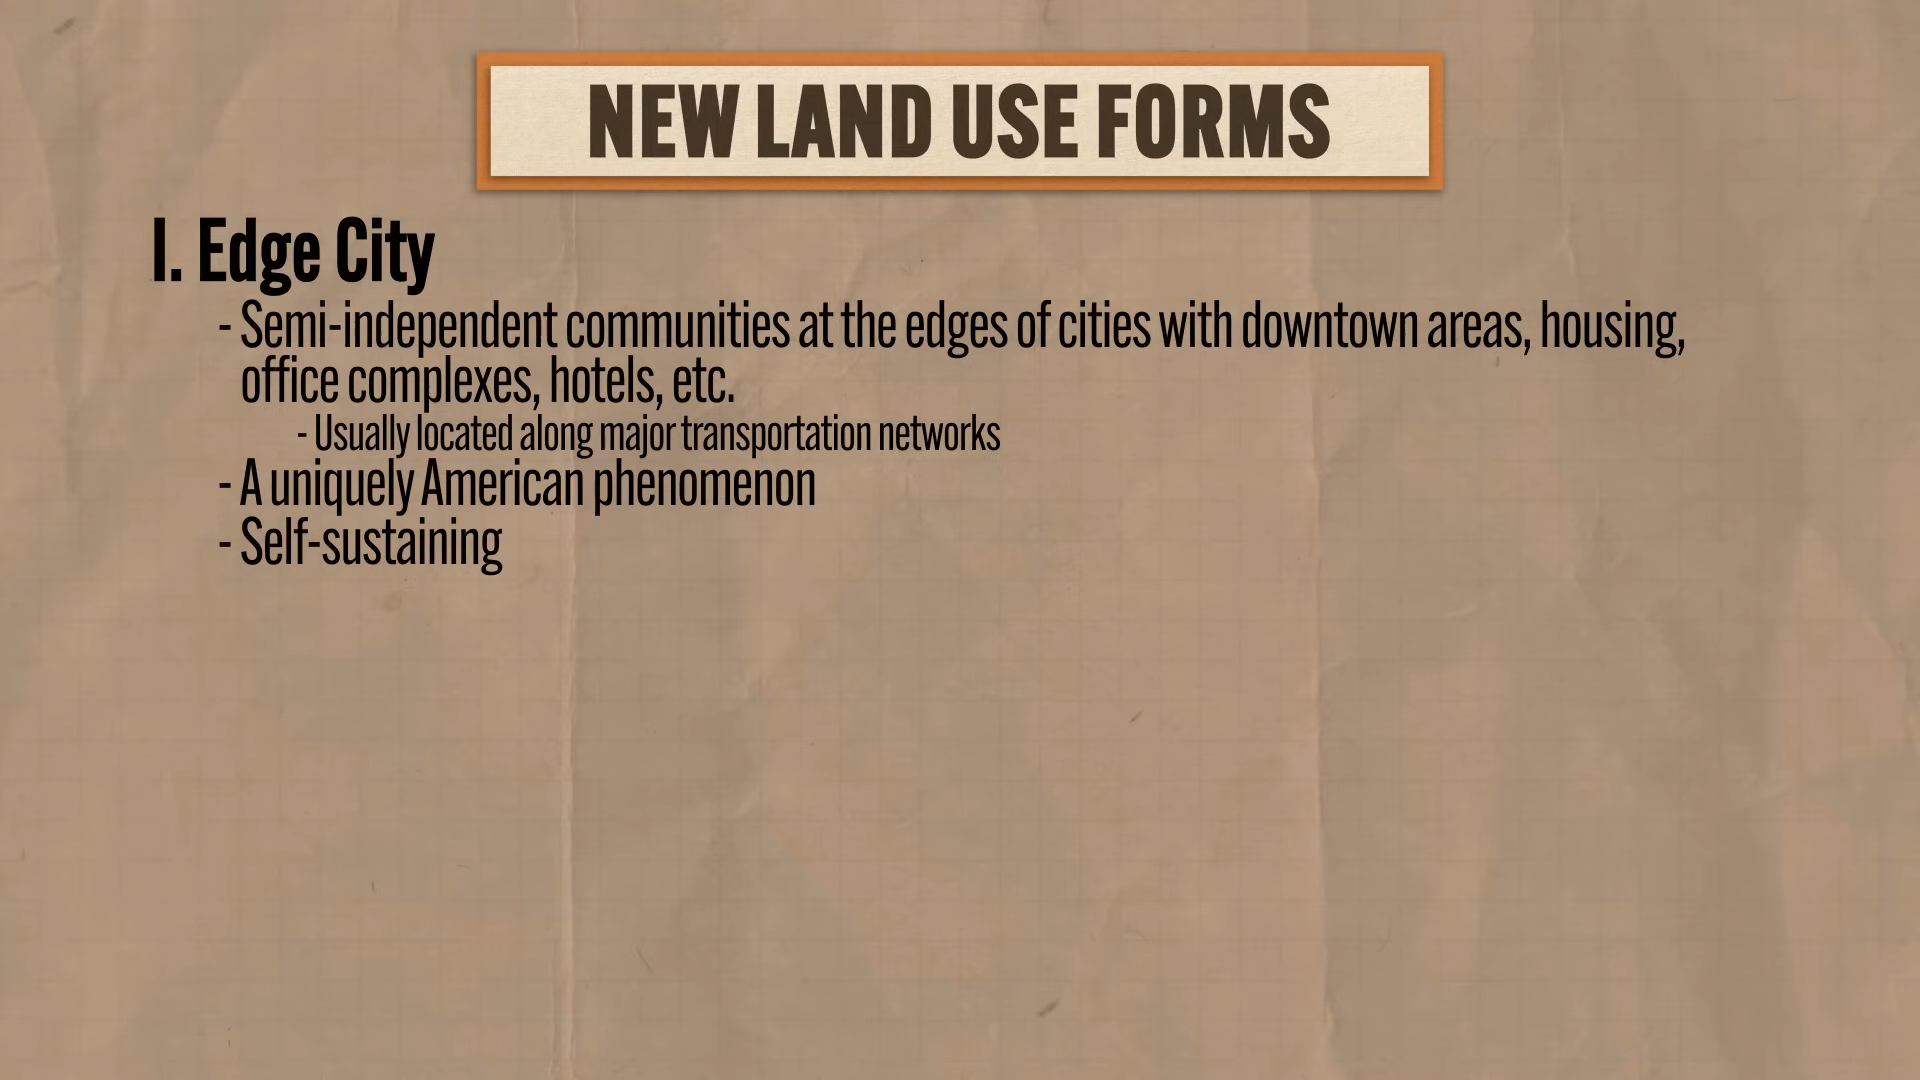 NEW LAND USE FORMS
I. Edge City
- Semi-independent communities at the edges of cities with downtown areas, housing,
office complexes, hotels, etc.
- Usually located along major transportation networks
- A uniquely American phenomenon
- Self-sustaining